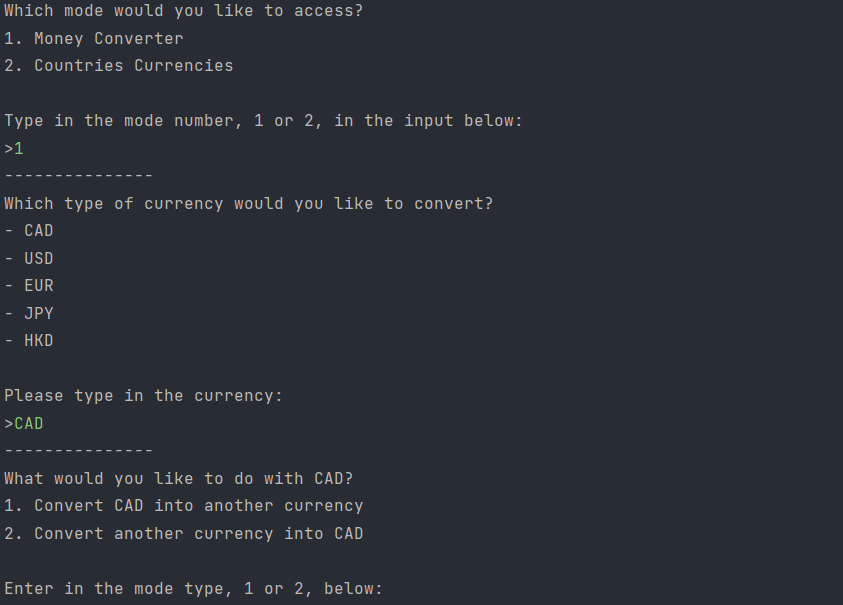 Which mode would you like to access?
1. Money Converter
2. Countries Currencies
Type in the mode number, 1 or 2, in the input below:
>1
---------------
Which type of currency would you like to convert?
- CAD
- USD
- EUR
- JPY
- HKD
Please type in the currency:
>CAD
---------------
What would you like to do with CAD?
1. Convert CAD into another currency
2. Convert another currency into CAD
Enter in the mode type, 1 or 2, below: